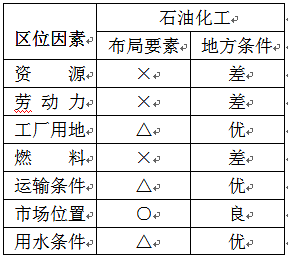 区位因素 石油化工
布局要素 地方条件
资源 × 差
劳动力 × 差
工厂用地 △ 优
燃料 × 差
运输条件 △ 优
市场位置 ○ 良
用水条件 △ 优